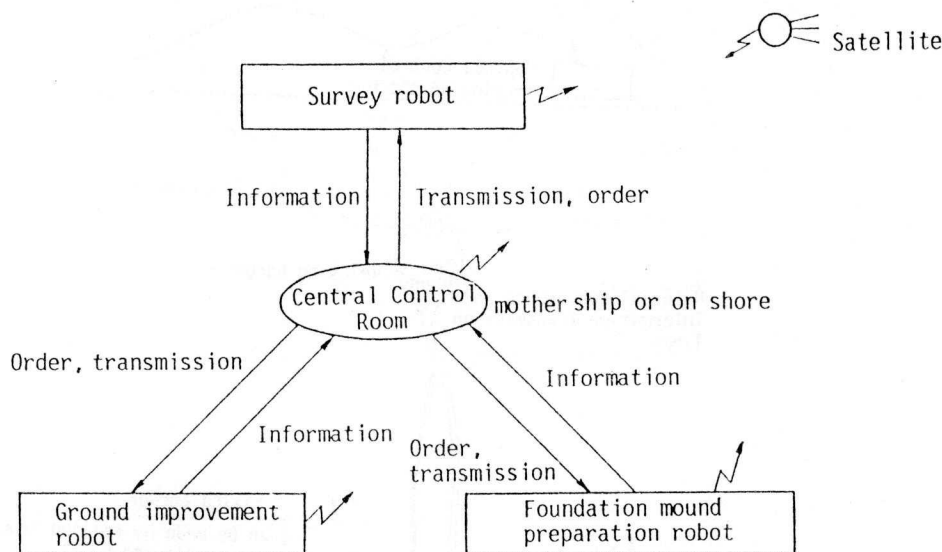 Satellite
Survey robot
Information
Transmission, order
Central Control
Room
mother ship or on shore
Order, transmission
Information
Information
Order,
transmission
Ground improvement
robot
Foundation mound
preparation robot